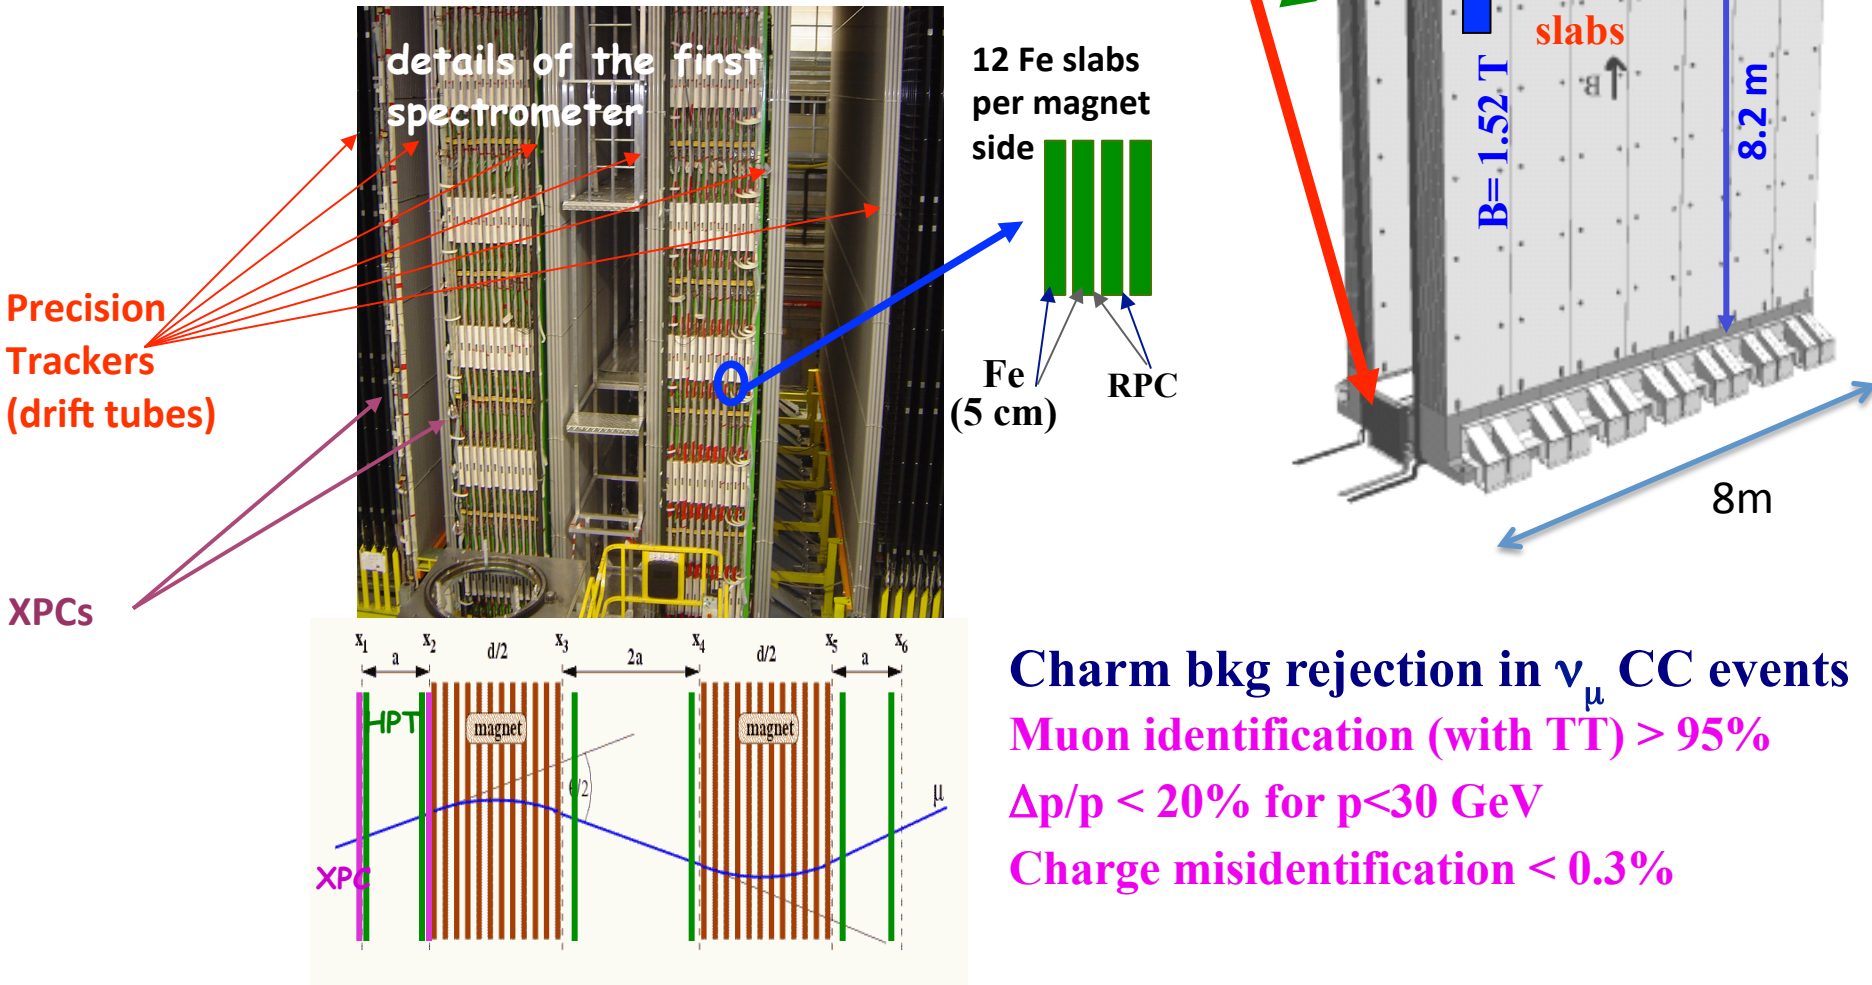 details of the first
spectrometer
12 Fe slabs
per magnet
side
slabs
B
B= 1.52 T
8.2 m
Precision
Trackers
(drift tubes)
Fe
(5 cm)
RPC
8m
XPCs
x1 x2 d/2 x3 x4 d/2 x5 x6
a 2a a
HPT
magnet magnet
θ/2
μ
XPC
Charm bkg rejection in νμ CC events
Muon identification (with TT) > 95%
Δp/p < 20% for p<30 GeV
Charge misidentification < 0.3%